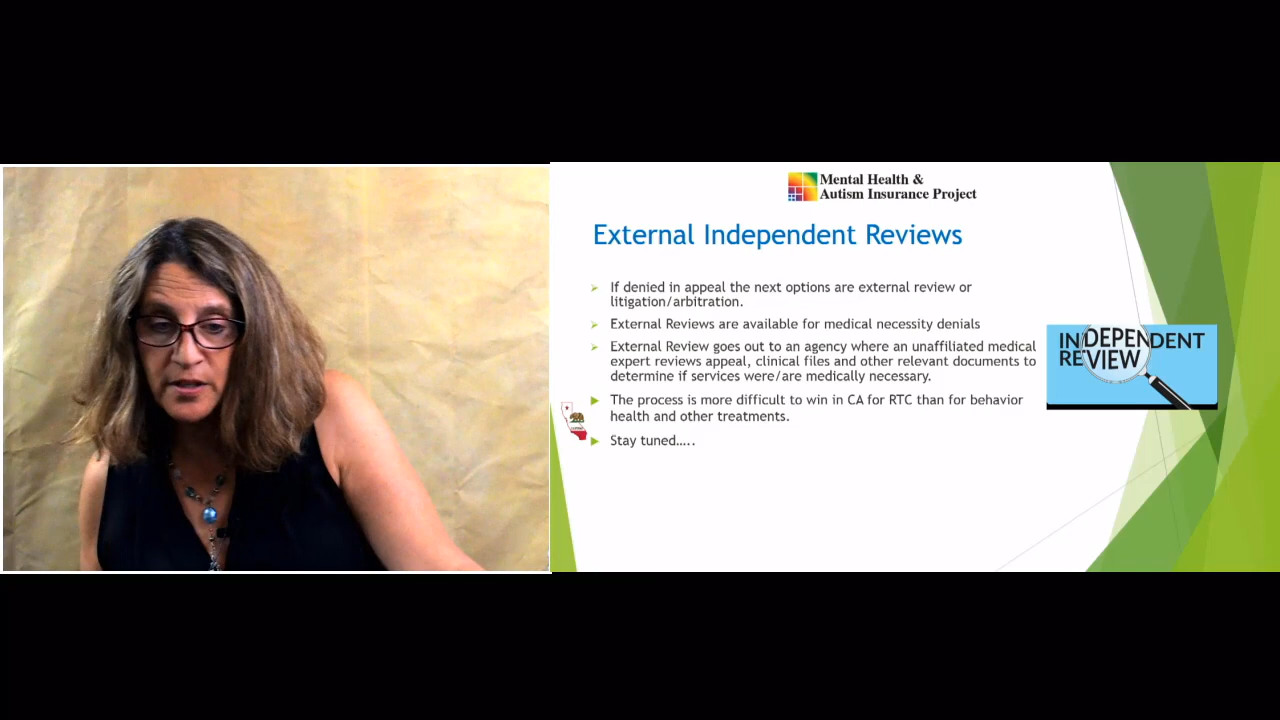 Mental Health &
Autism Insurance Project
External Independent Reviews
If denied in appeal the next options are external review or
litigation/arbitration.
External Reviews are available for medical necessity denials
External Review goes out to an agency where an unaffiliated medical
expert reviews appeal, clinical files and other relevant documents to
determine if services were/are medically necessary.
The process is more difficult to win in CA for RTC than for behavior
health and other treatments.
Stay tuned…..
INDEPENDENT
REVIEW